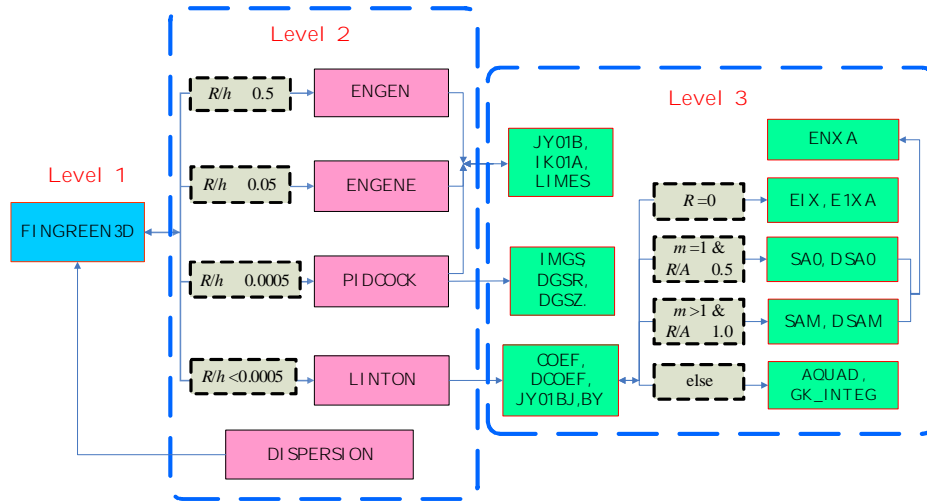 Level 1
FINGREEN3D
Level 2
R/h 0.5
ENGEN
R/h 0.05
ENGENE
R/h 0.0005
PIDCOCK
R/h<0.0005
LINTON
DISPERSION
Level 3
JY01B,
IK01A,
LIMES
IMGS,
DGSR,
DGSZ.
COEF,
DCOEF,
JY01BJ,BY
ENXA
R=0
EIX, E1XA
m=1 &
R/A 0.5
SA0, DSA0
m>1 &
R/A 1.0
SAM, DSAM
else
AQUAD,
GK_INTEG